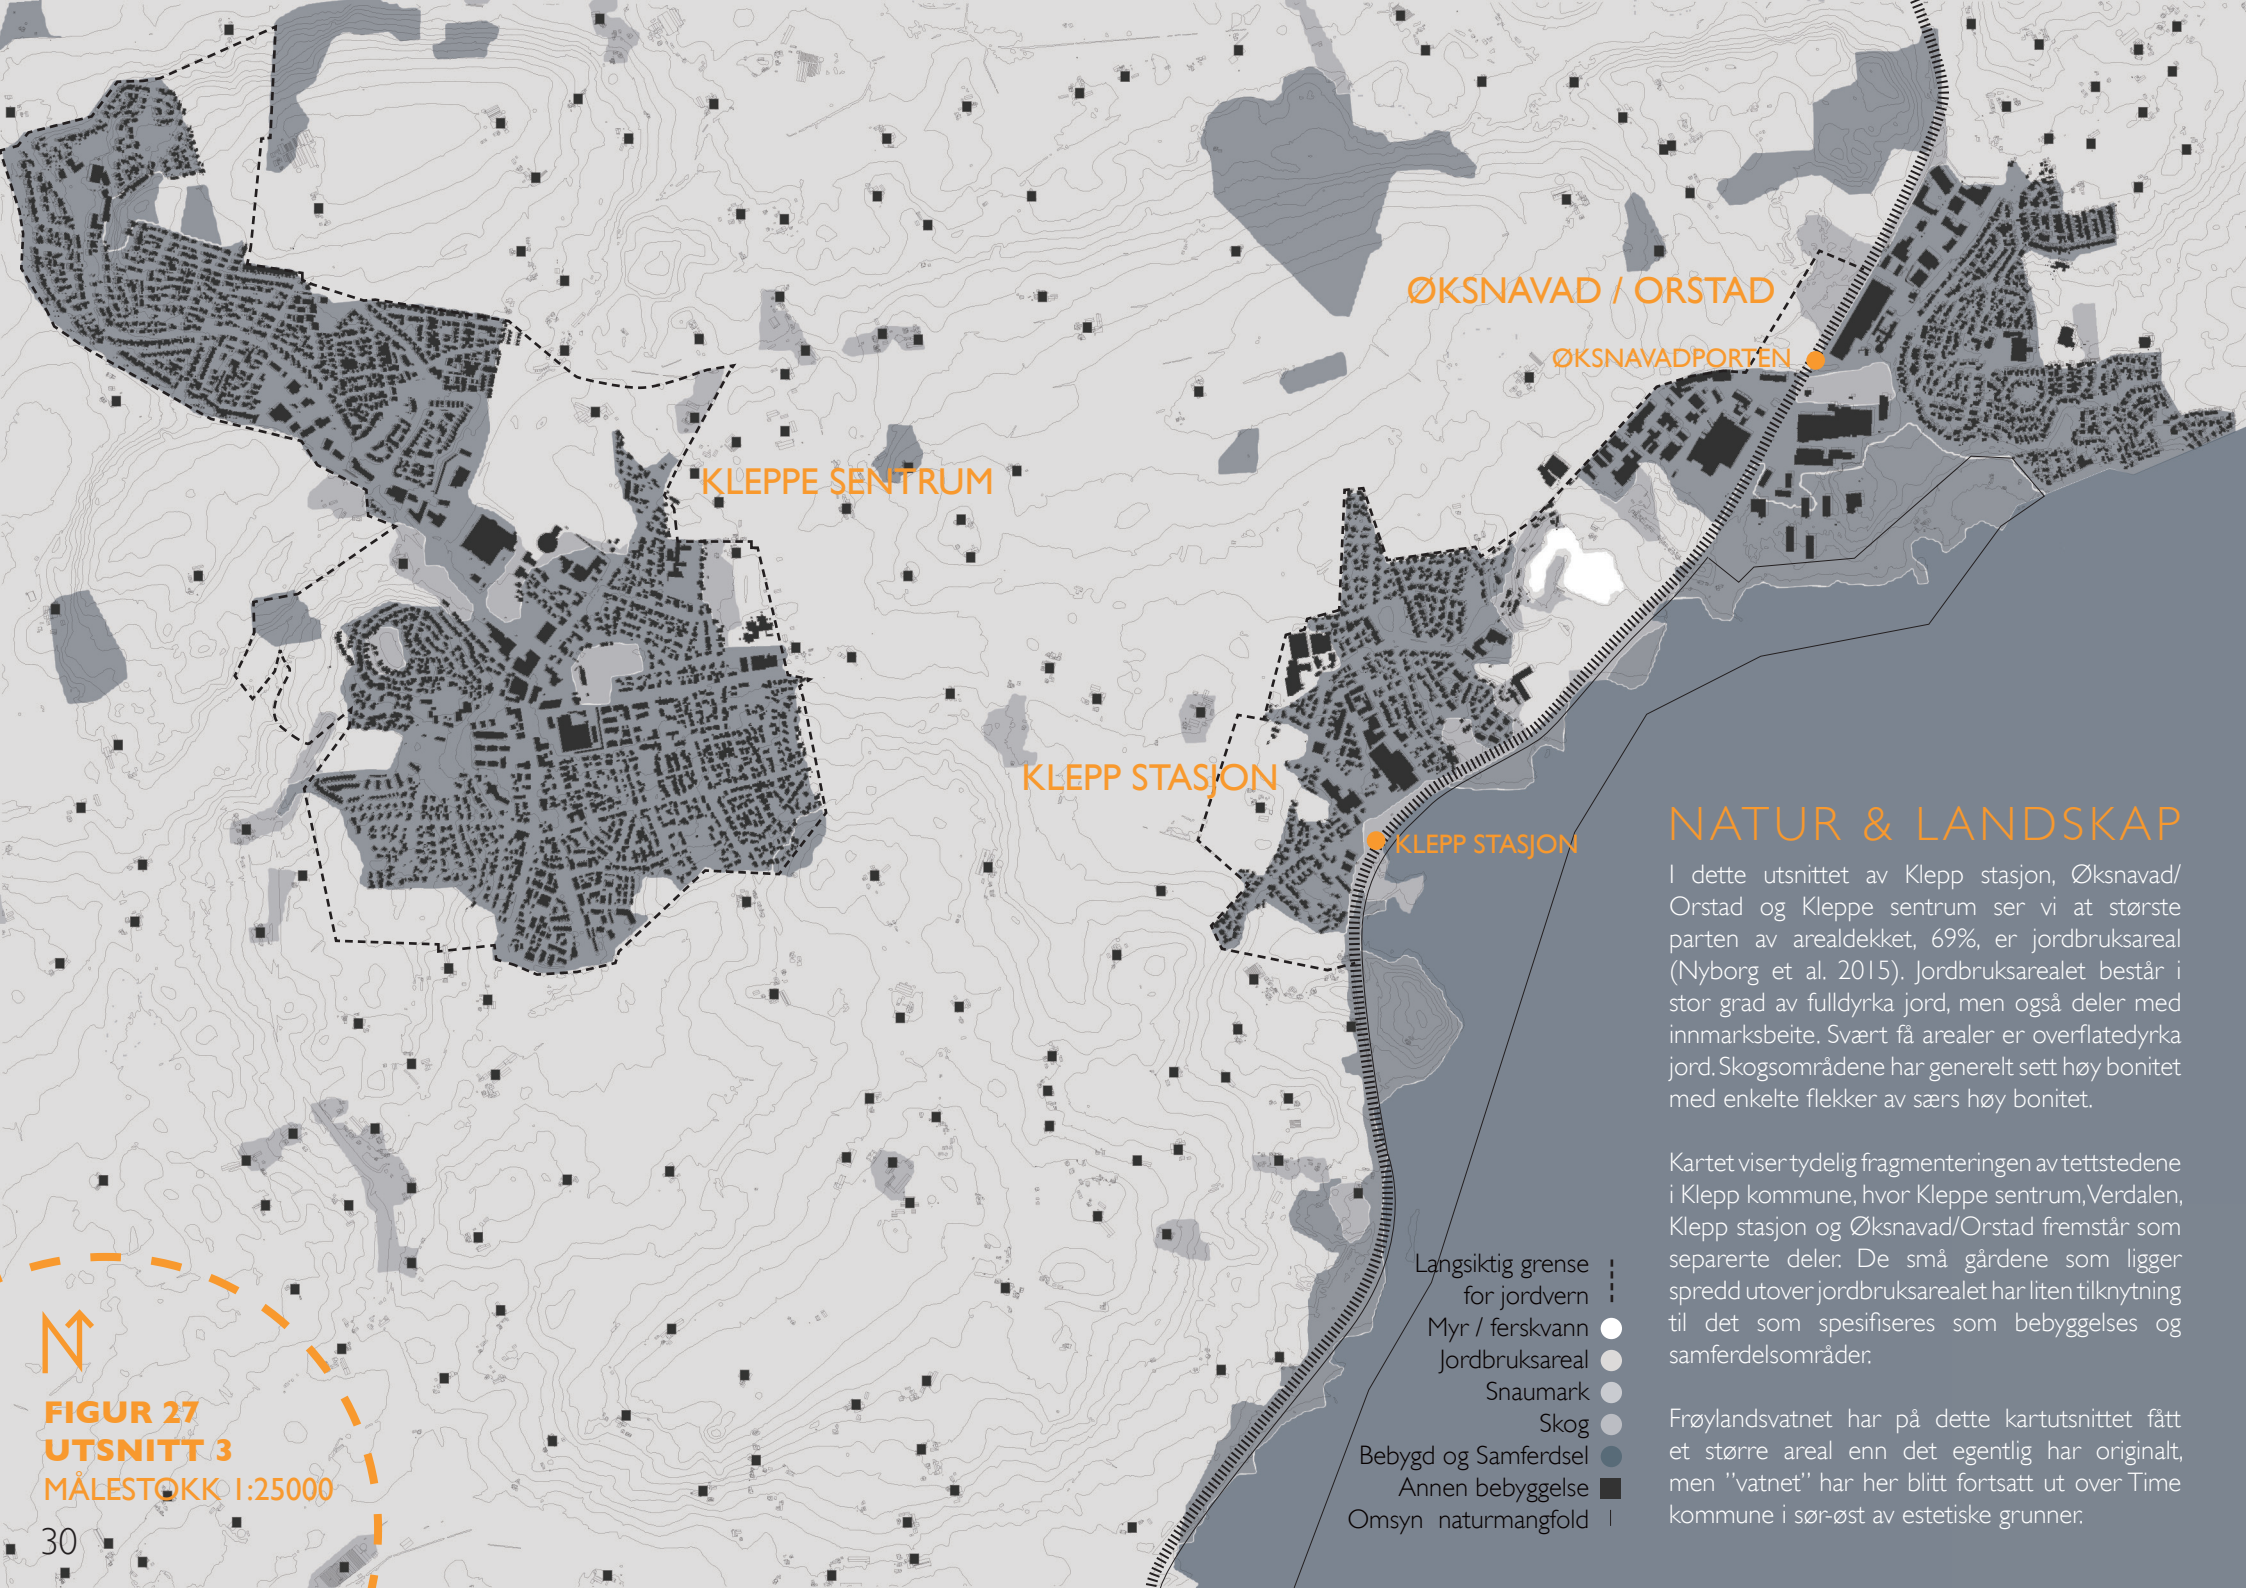 ØKSNAVAD / ORSTAD
ØKSNAVADPORTEN
KLEPPE SENTRUM
KLEPP STASJON
KLEPP STASJON
NATUR & LANDSKAP
I dette utsnittet av Klepp stasjon, Øksnavad/
Orstad og Kleppe sentrum ser vi at største
parten av arealdekket, 69%, er jordbruksareal
(Nyborg et al. 2015). Jordbruksarealet består i
stor grad av fulldyrka jord, men også deler med
innmarksbeite. Svært få arealer er overflatedyrka
jord. Skogsområdene har generelt sett høy bonitet
med enkelte flekker av særs høy bonitet.
Kartet viser tydelig fragmenteringen av tettstedene
i Klepp kommune, hvor Kleppe sentrum, Verdalen,
Klepp stasjon og Øksnavad/Orstad fremstår som
separerte deler. De små gårdene som ligger
spredd utover jordbruksarealet har liten tilknytning
til det som spesifiseres som bebyggelses og
samferdelsområder.
Frøylandsvatnet har på dette kartutsnittet fått
et større areal enn det egentlig har originalt,
men ''vatnet'' har her blitt fortsatt ut over Time
kommune i sør-øst av estetiske grunner.
Langsiktig grense
for jordvern
Myr / ferskvann
Jordbruksareal
Snaumark
Skog
Bebygd og Samferdsel
Annen bebyggelse
Omsyn naturmangfold
N
FIGUR 27
UTSNITT 3
MÅLESTOKK 1:25000
30